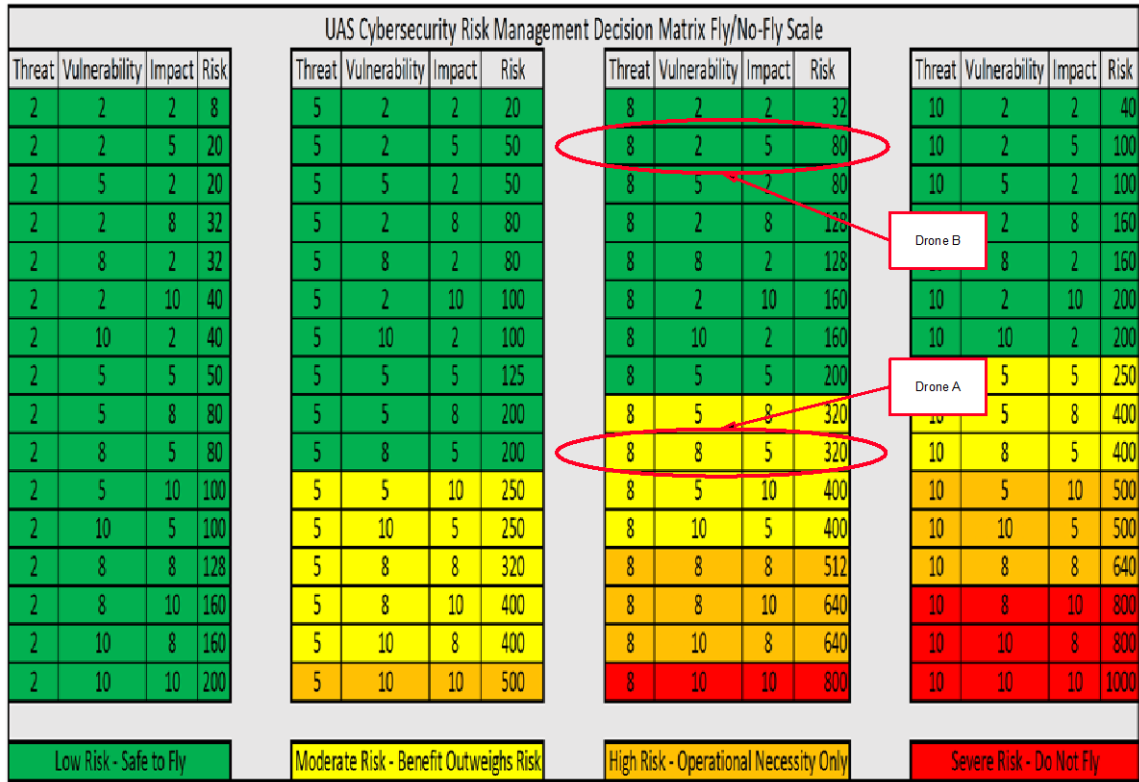 UAS Cybersecurity Risk Management Decision Matrix Fly/No-Fly Scale
Threat Vulnerability Impact Risk Threat Vulnerability Impact Risk Threat Vulnerability Impact Risk Threat Vulnerability Impact Risk
2 2 2 8 5 2 2 20 8 2 2 32 10 2 2 40
2 2 5 20 5 2 5 50 8 2 5 80 10 2 5 100
2 5 2 20 5 5 2 50 8 5 2 80 10 5 2 100
2 2 8 32 5 2 8 80 8 2 8 128 2 8 160
Drone B
2 8 2 32 5 8 2 80 8 8 2 128 8 2 160
2 2 10 40 5 2 10 100 8 2 10 160 10 2 10 200
2 10 2 40 5 10 2 100 8 10 2 160 10 10 2 200
2 5 5 50 5 5 5 125 8 5 5 200 5 5 250
Drone A
2 5 8 80 5 5 8 200 8 5 8 320 10 5 8 400
2 8 5 80 5 8 5 200 8 8 5 320 10 8 5 400
2 5 10 100 5 5 10 250 8 5 10 400 10 5 10 500
2 10 5 100 5 10 5 250 8 10 5 400 10 10 5 500
2 8 8 128 5 8 8 320 8 8 8 512 10 8 8 640
2 8 10 160 5 8 10 400 8 8 10 640 10 8 10 800
2 10 8 160 5 10 8 400 8 10 8 640 10 10 8 800
2 10 10 200 5 10 10 500 8 10 10 800 10 10 10 1000
Low Risk - Safe to Fly Moderate Risk - Benefit Outweighs Risk High Risk - Operational Necessity Only Severe Risk - Do Not Fly